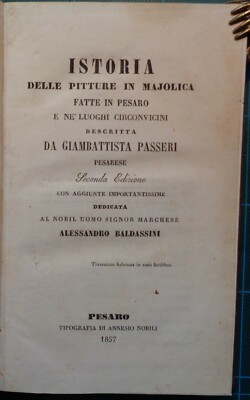 ISTORIA
DELLE PITTURE IN MAJOLICA
FATTE IN PESARO
E NE' LUOGHI CIRCONVICINI
DESCRITTA
DA GIAMBATTISTA PASSERI
PESARESE
Seconda Edizione
CON AGGIUNTE IMPORTANTISSIME
DEDICATA
AL NOBIL UOMO SIGNOR MARCHESE
ALESSANDRO BALDASSINI
PESARO
TIPOGRAFIA DI ANNESIO NOBILI
1857